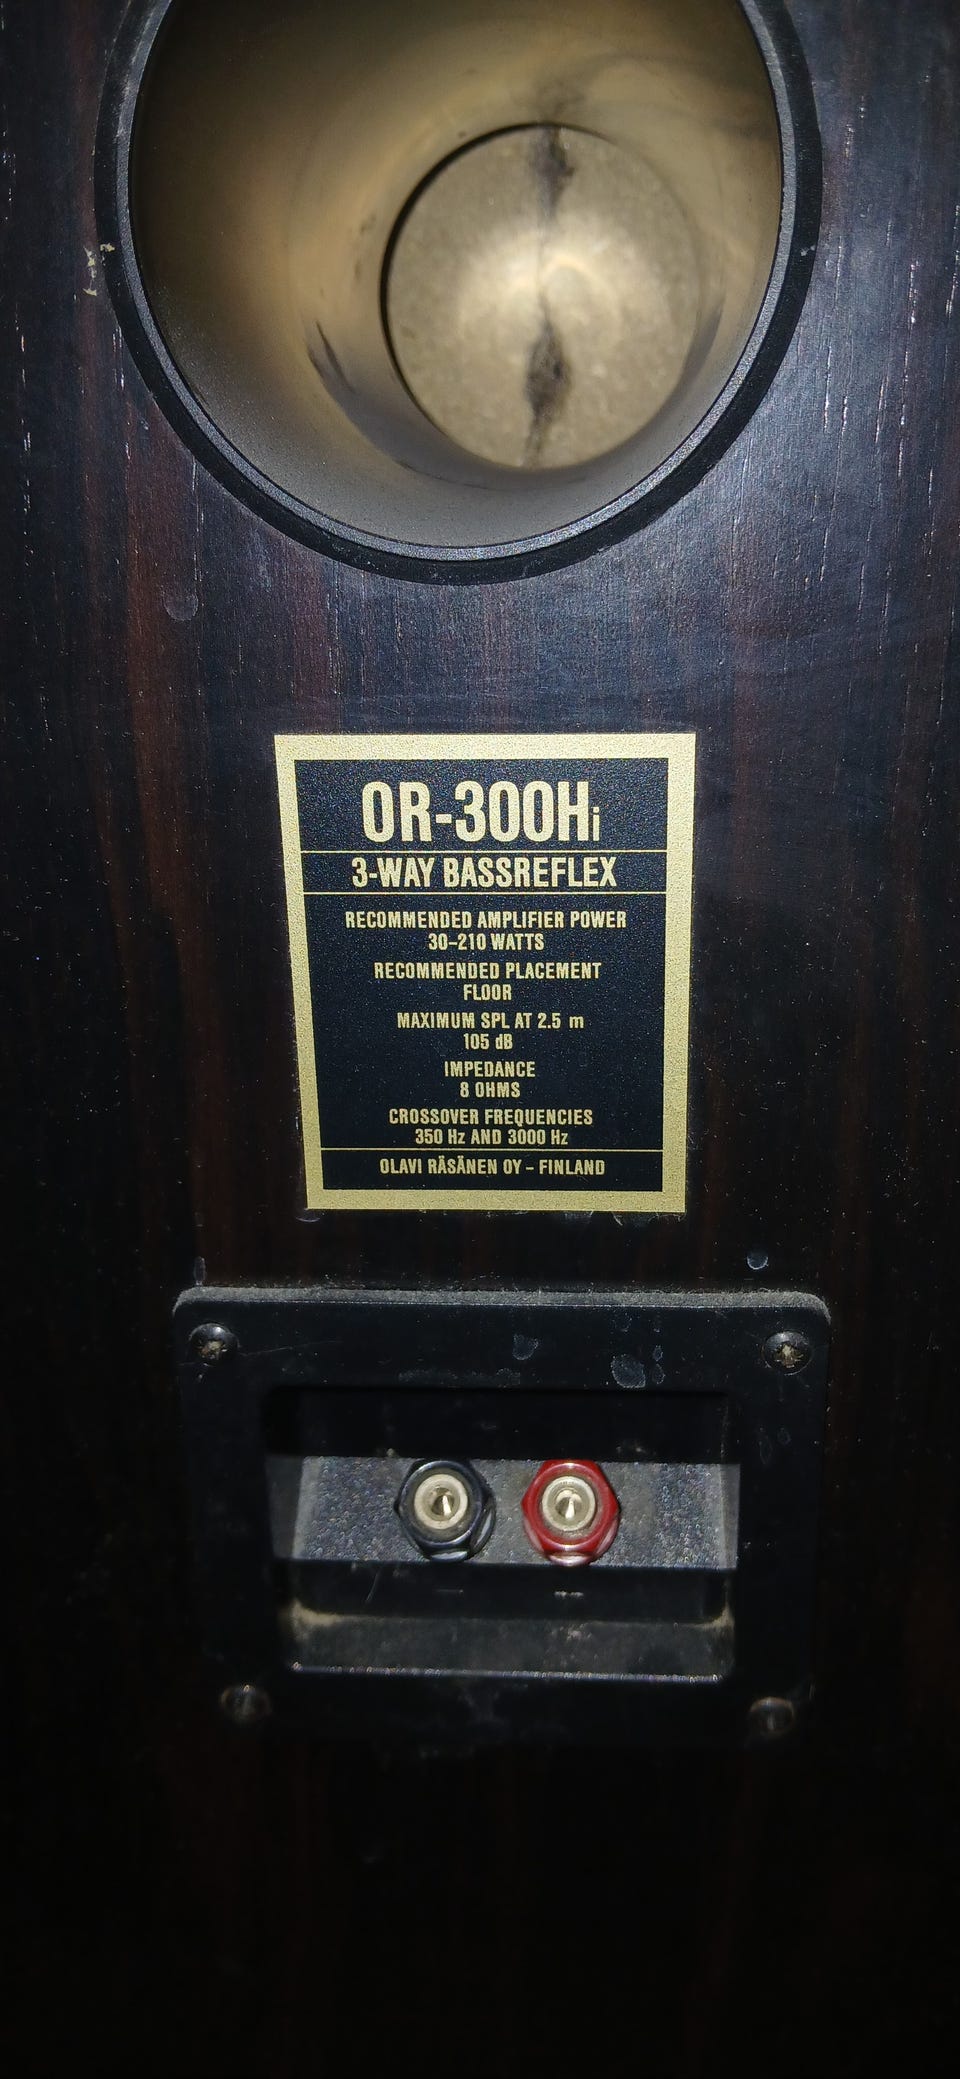 OR-300Hi
3-WAY BASSREFLEX
RECOMMENDED AMPLIFIER POWER
30-210 WATTS
RECOMMENDED PLACEMENT
FLOOR
MAXIMUM SPL AT 2.5 m
105 dB
IMPEDANCE
8 OHMS
CROSSOVER FREQUENCIES
350 Hz AND 3000 Hz
OLAVI RÄSÄNEN OY - FINLAND